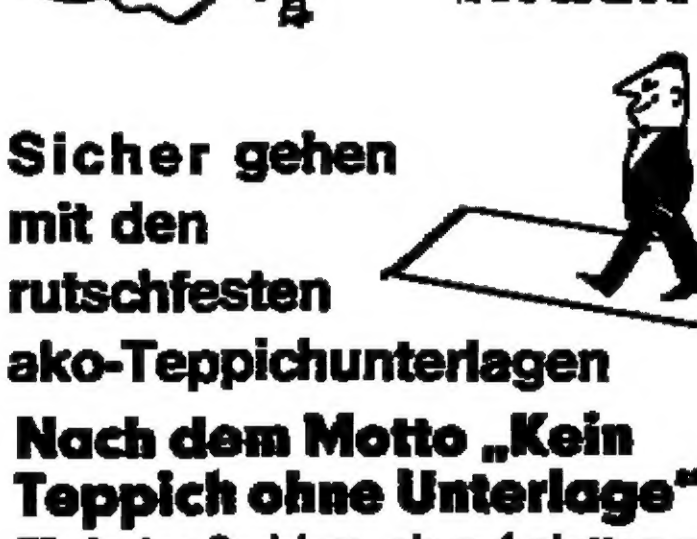 Sicher gehen
mit den
rutschfesten
ako-Teppichunterlagen
Nach dem Motto „Kein
Teppich ohne Unterlage"